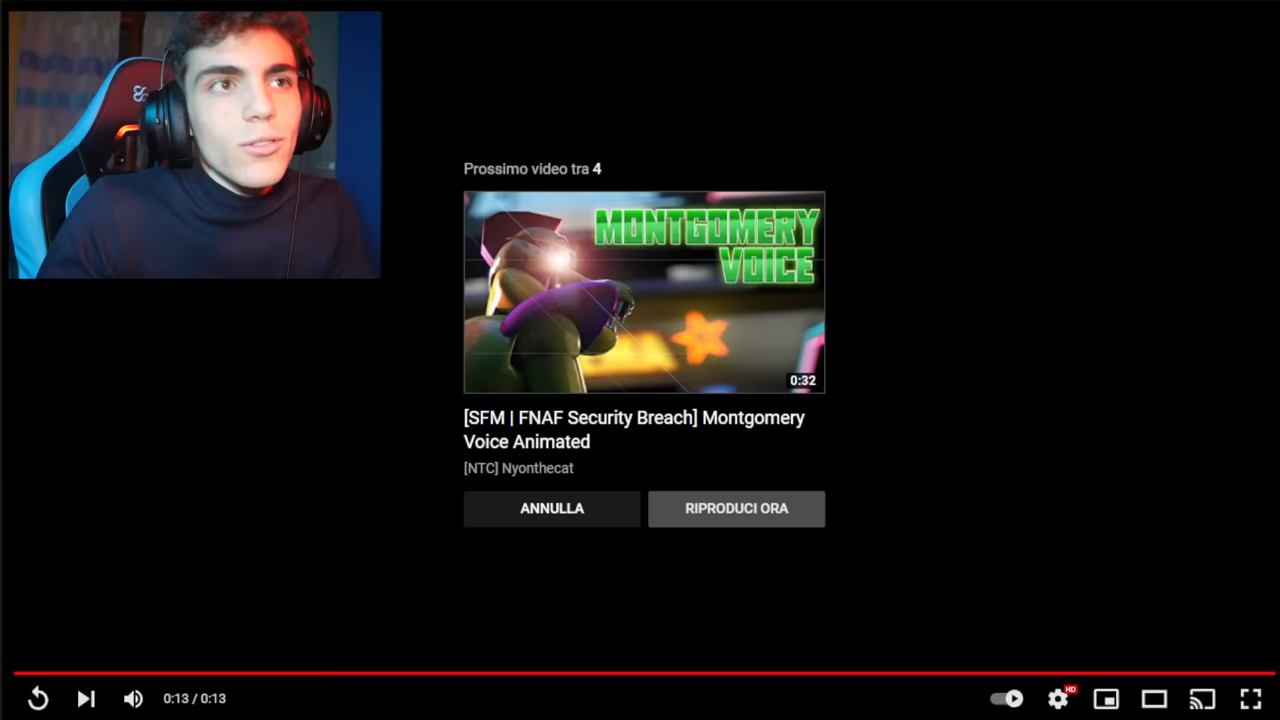 Prossimo video tra 4
MONTGOMERY
VOICE
0:32
[SFM | FNAF Security Breach] Montgomery
Voice Animated
[NTC] Nyonthecat
ANNULLA
RIPRODUCI ORA
0:13 / 0:13
HD